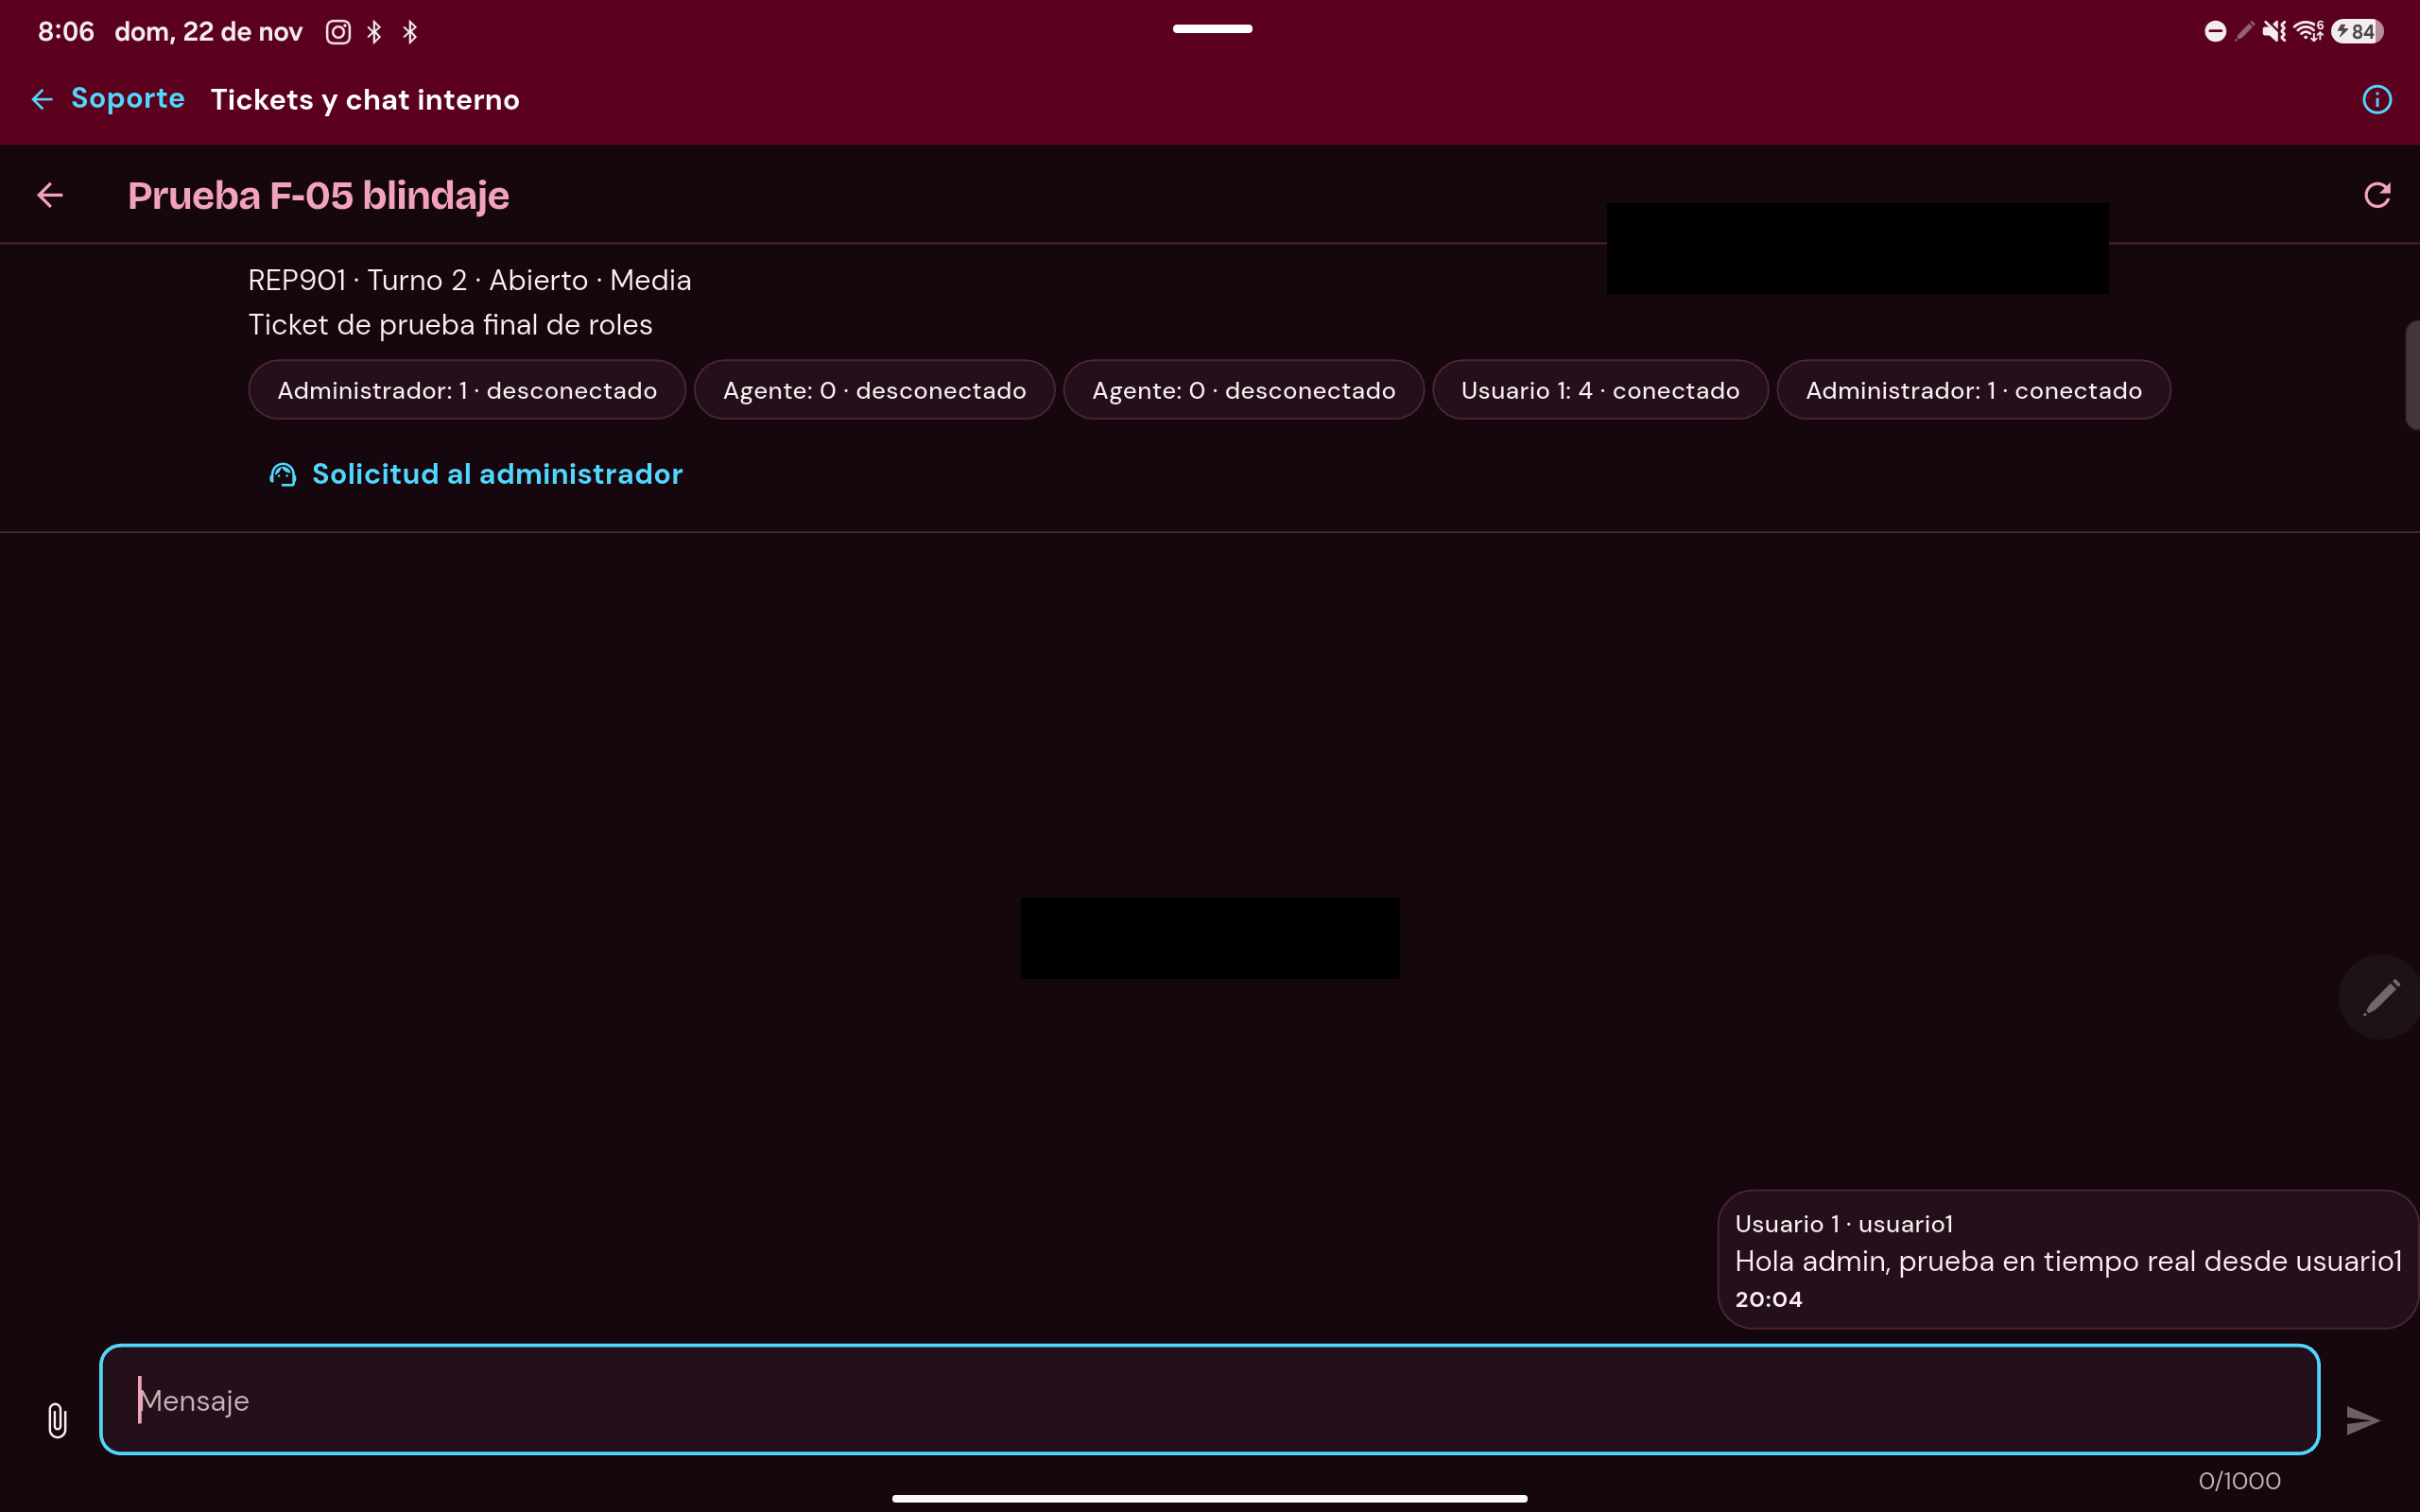 8:06 dom, 22 de nov 6 84
Soporte Tickets y chat interno
Prueba F-05 blindaje
REP901 · Turno 2 · Abierto · Media
Ticket de prueba final de roles
Administrador: 1 · desconectado Agente: 0 · desconectado Agente: 0 · desconectado Usuario 1: 4 · conectado Administrador: 1 · conectado
Solicitud al administrador
Usuario 1 · usuario1
Hola admin, prueba en tiempo real desde usuario1
20:04
Mensaje
0/1000